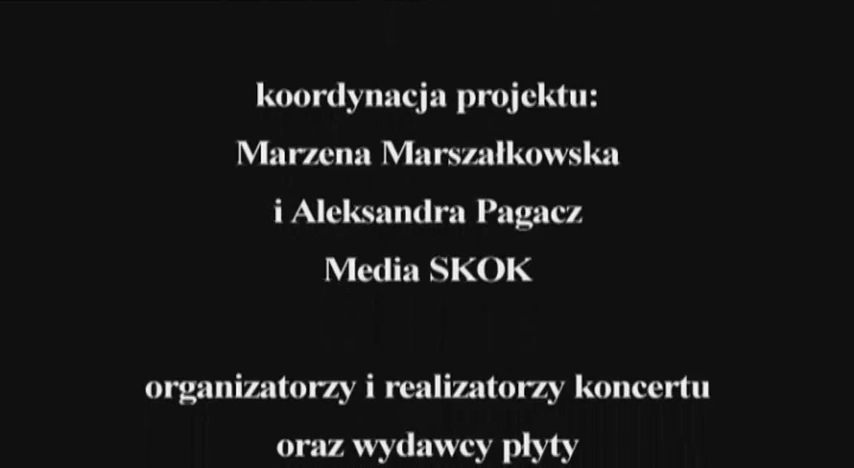 koordynacja projektu:
Marzena Marszałkowska
i Aleksandra Pagacz
Media SKOK
organizatorzy i realizatorzy koncertu
oraz wydawcy płyty